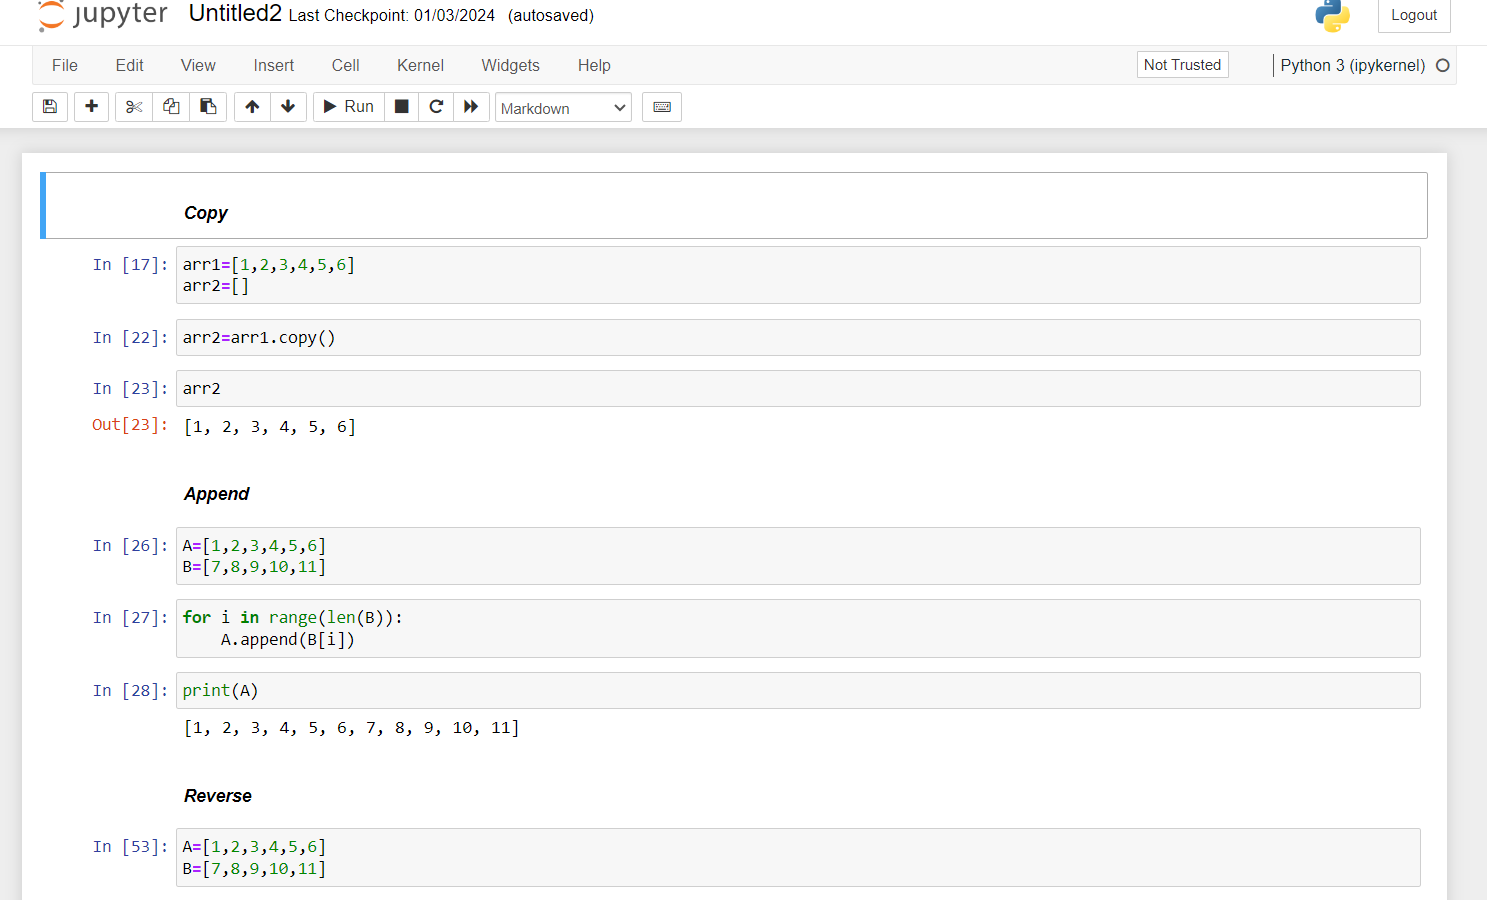 jupyter Untitled2 Last Checkpoint: 01/03/2024 (autosaved) Logout
File Edit View Insert Cell Kernel Widgets Help Not Trusted Python 3 (ipykernel)
Run Markdown
Copy
In [17]: arr1=[1,2,3,4,5,6]
arr2=[]
In [22]: arr2=arr1.copy()
In [23]: arr2
Out[23]: [1, 2, 3, 4, 5, 6]
Append
In [26]: A=[1,2,3,4,5,6]
B=[7,8,9,10,11]
In [27]: for i in range(len(B)):
    A.append(B[i])
In [28]: print(A)
[1, 2, 3, 4, 5, 6, 7, 8, 9, 10, 11]
Reverse
In [53]: A=[1,2,3,4,5,6]
B=[7,8,9,10,11]